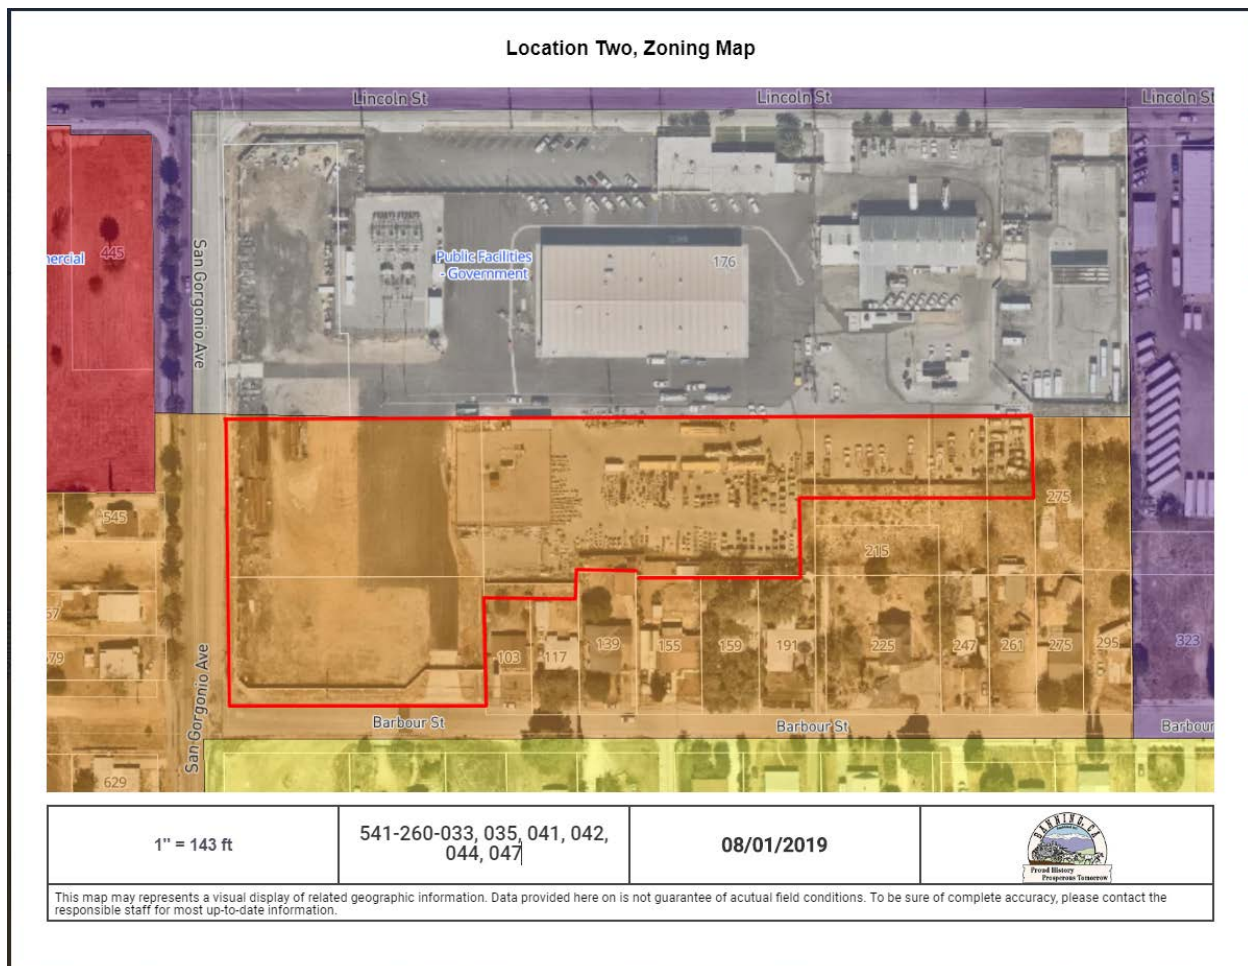 Location Two, Zoning Map
Lincoln St
Lincoln St
Lincoln St
445
mercial
San Gorgonio Ave
Public Facilities
- Government
176
545
275
215
579
103
117
139
155
159
191
225
247
261
275
295
323
San Gorgonio Ave
Barbour St
Barbour St
Barbour
629
1" = 143 ft
541-260-033, 035, 041, 042,
044, 047
08/01/2019
BANNING, CA
Proud History
Prosperous Tomorrow
This map may represents a visual display of related geographic information. Data provided here on is not guarantee of acutual field conditions. To be sure of complete accuracy, please contact the
responsible staff for most up-to-date information.